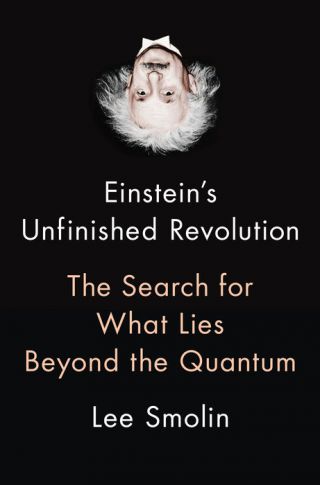 Einstein's
Unfinished Revolution
The Search for
What Lies
Beyond the Quantum
Lee Smolin